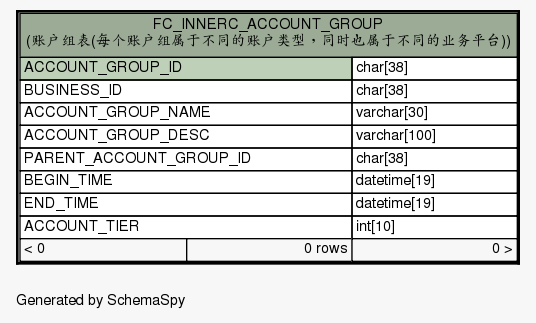 FC_INNERC_ACCOUNT_GROUP
(账户组表(每个账户组属于不同的账户类型，同时也属于不同的业务平台))
ACCOUNT_GROUP_ID char[38]
BUSINESS_ID char[38]
ACCOUNT_GROUP_NAME varchar[30]
ACCOUNT_GROUP_DESC varchar[100]
PARENT_ACCOUNT_GROUP_ID char[38]
BEGIN_TIME datetime[19]
END_TIME datetime[19]
ACCOUNT_TIER int[10]
< 0 0 rows 0 >
Generated by SchemaSpy